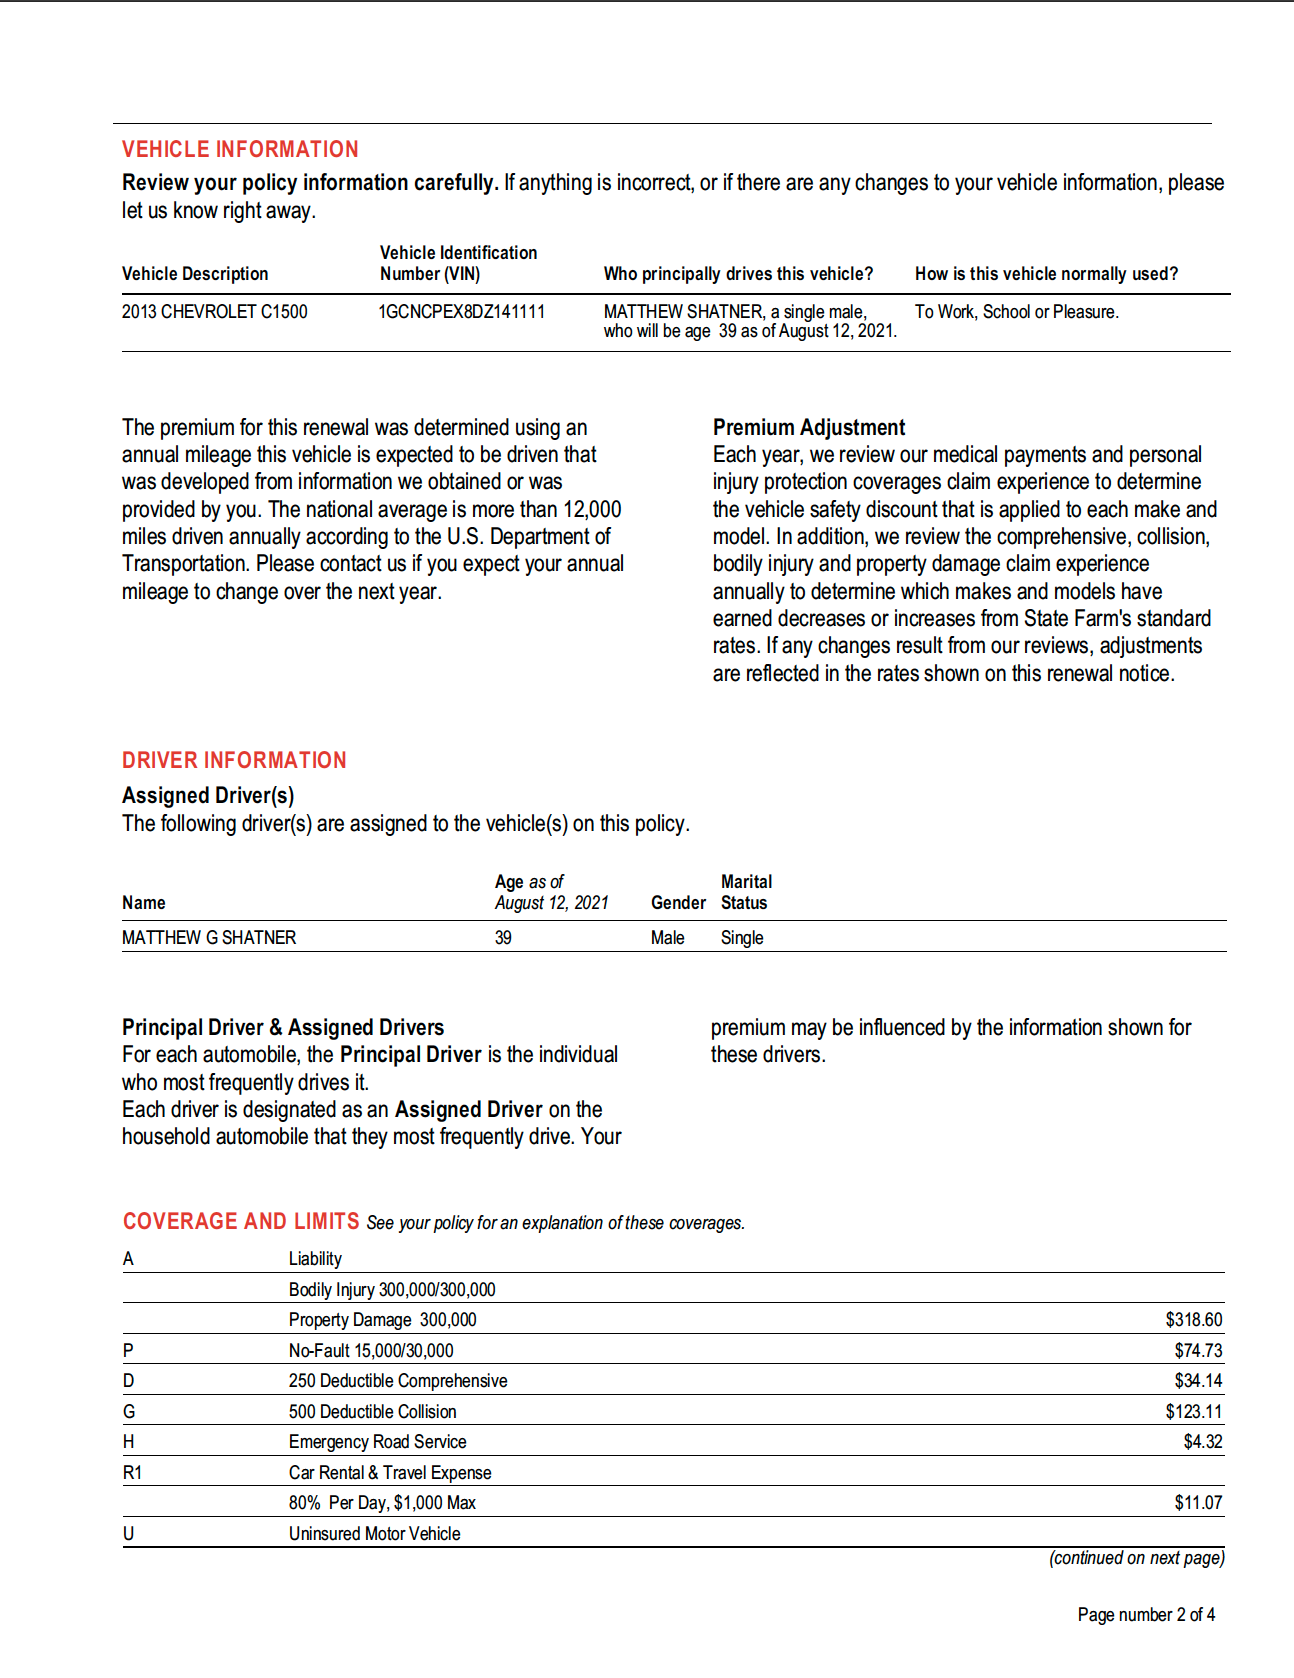 VEHICLE INFORMATION
Review your policy information carefully. If anything is incorrect, or if there are any changes to your vehicle information, please
let us know right away.
Vehicle Description
Vehicle Identification
Number (VIN)
Who principally drives this vehicle?
How is this vehicle normally used?
2013 CHEVROLET C1500
1GCNCPEX8DZ141111
MATTHEW SHATNER, a single male,
who will be age 39 as of August 12, 2021.
To Work, School or Pleasure.
The premium for this renewal was determined using an
annual mileage this vehicle is expected to be driven that
was developed from information we obtained or was
provided by you. The national average is more than 12,000
miles driven annually according to the U.S. Department of
Transportation. Please contact us if you expect your annual
mileage to change over the next year.
Premium Adjustment
Each year, we review our medical payments and personal
injury protection coverages claim experience to determine
the vehicle safety discount that is applied to each make and
model. In addition, we review the comprehensive, collision,
bodily injury and property damage claim experience
annually to determine which makes and models have
earned decreases or increases from State Farm's standard
rates. If any changes result from our reviews, adjustments
are reflected in the rates shown on this renewal notice.
DRIVER INFORMATION
Assigned Driver(s)
The following driver(s) are assigned to the vehicle(s) on this policy.
Name
Age as of
August 12, 2021
Gender
Marital
Status
MATTHEW G SHATNER
39
Male
Single
Principal Driver & Assigned Drivers
For each automobile, the Principal Driver is the individual
who most frequently drives it.
Each driver is designated as an Assigned Driver on the
household automobile that they most frequently drive. Your
premium may be influenced by the information shown for
these drivers.
COVERAGE AND LIMITS See your policy for an explanation of these coverages.
A Liability
Bodily Injury 300,000/300,000
Property Damage 300,000 $318.60
P No-Fault 15,000/30,000 $74.73
D 250 Deductible Comprehensive $34.14
G 500 Deductible Collision $123.11
H Emergency Road Service $4.32
R1 Car Rental & Travel Expense
80% Per Day, $1,000 Max $11.07
U Uninsured Motor Vehicle
(continued on next page)
Page number 2 of 4